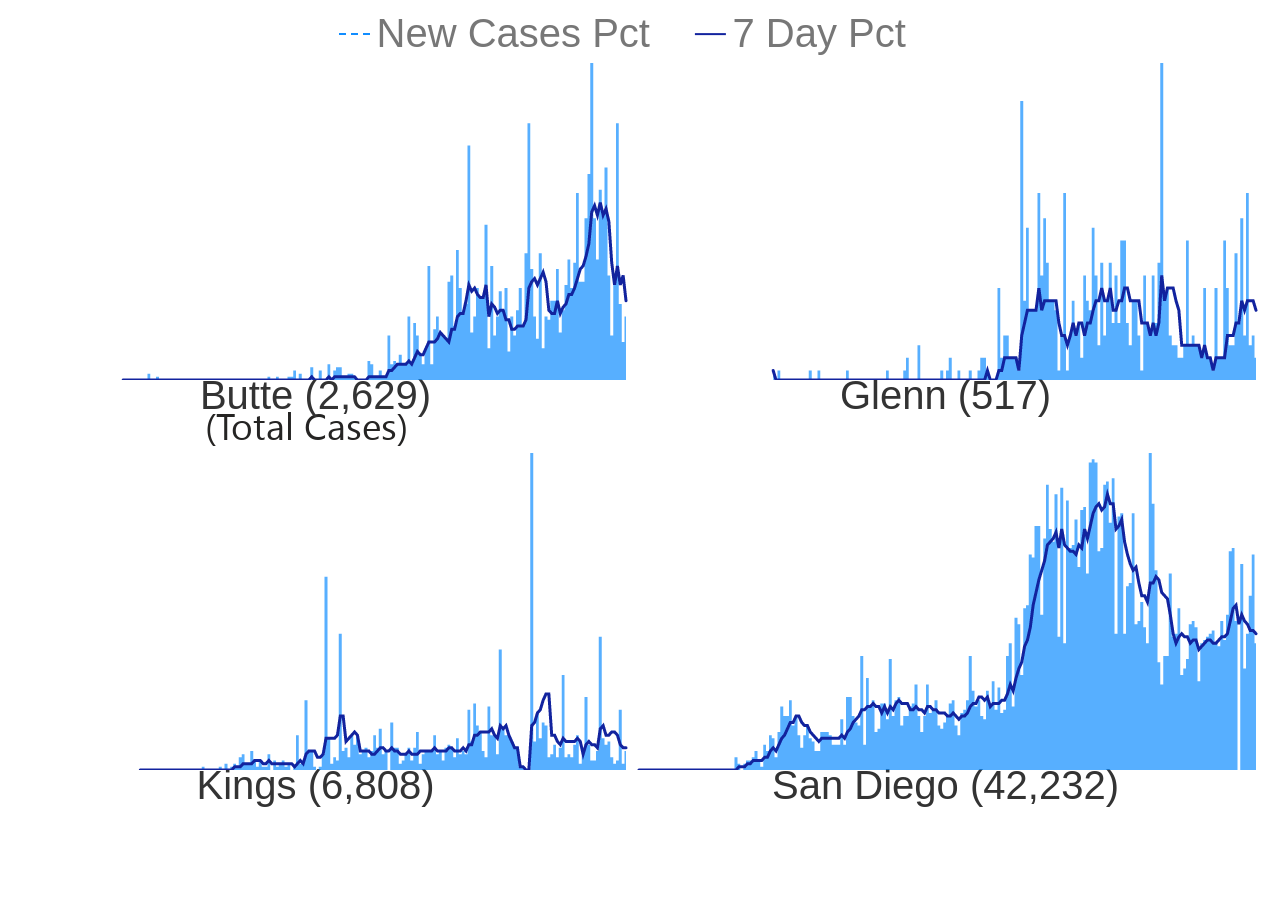 New Cases Pct 7 Day Pct
Butte (2,629)
(Total Cases)
Glenn (517)
Kings (6,808)
San Diego (42,232)